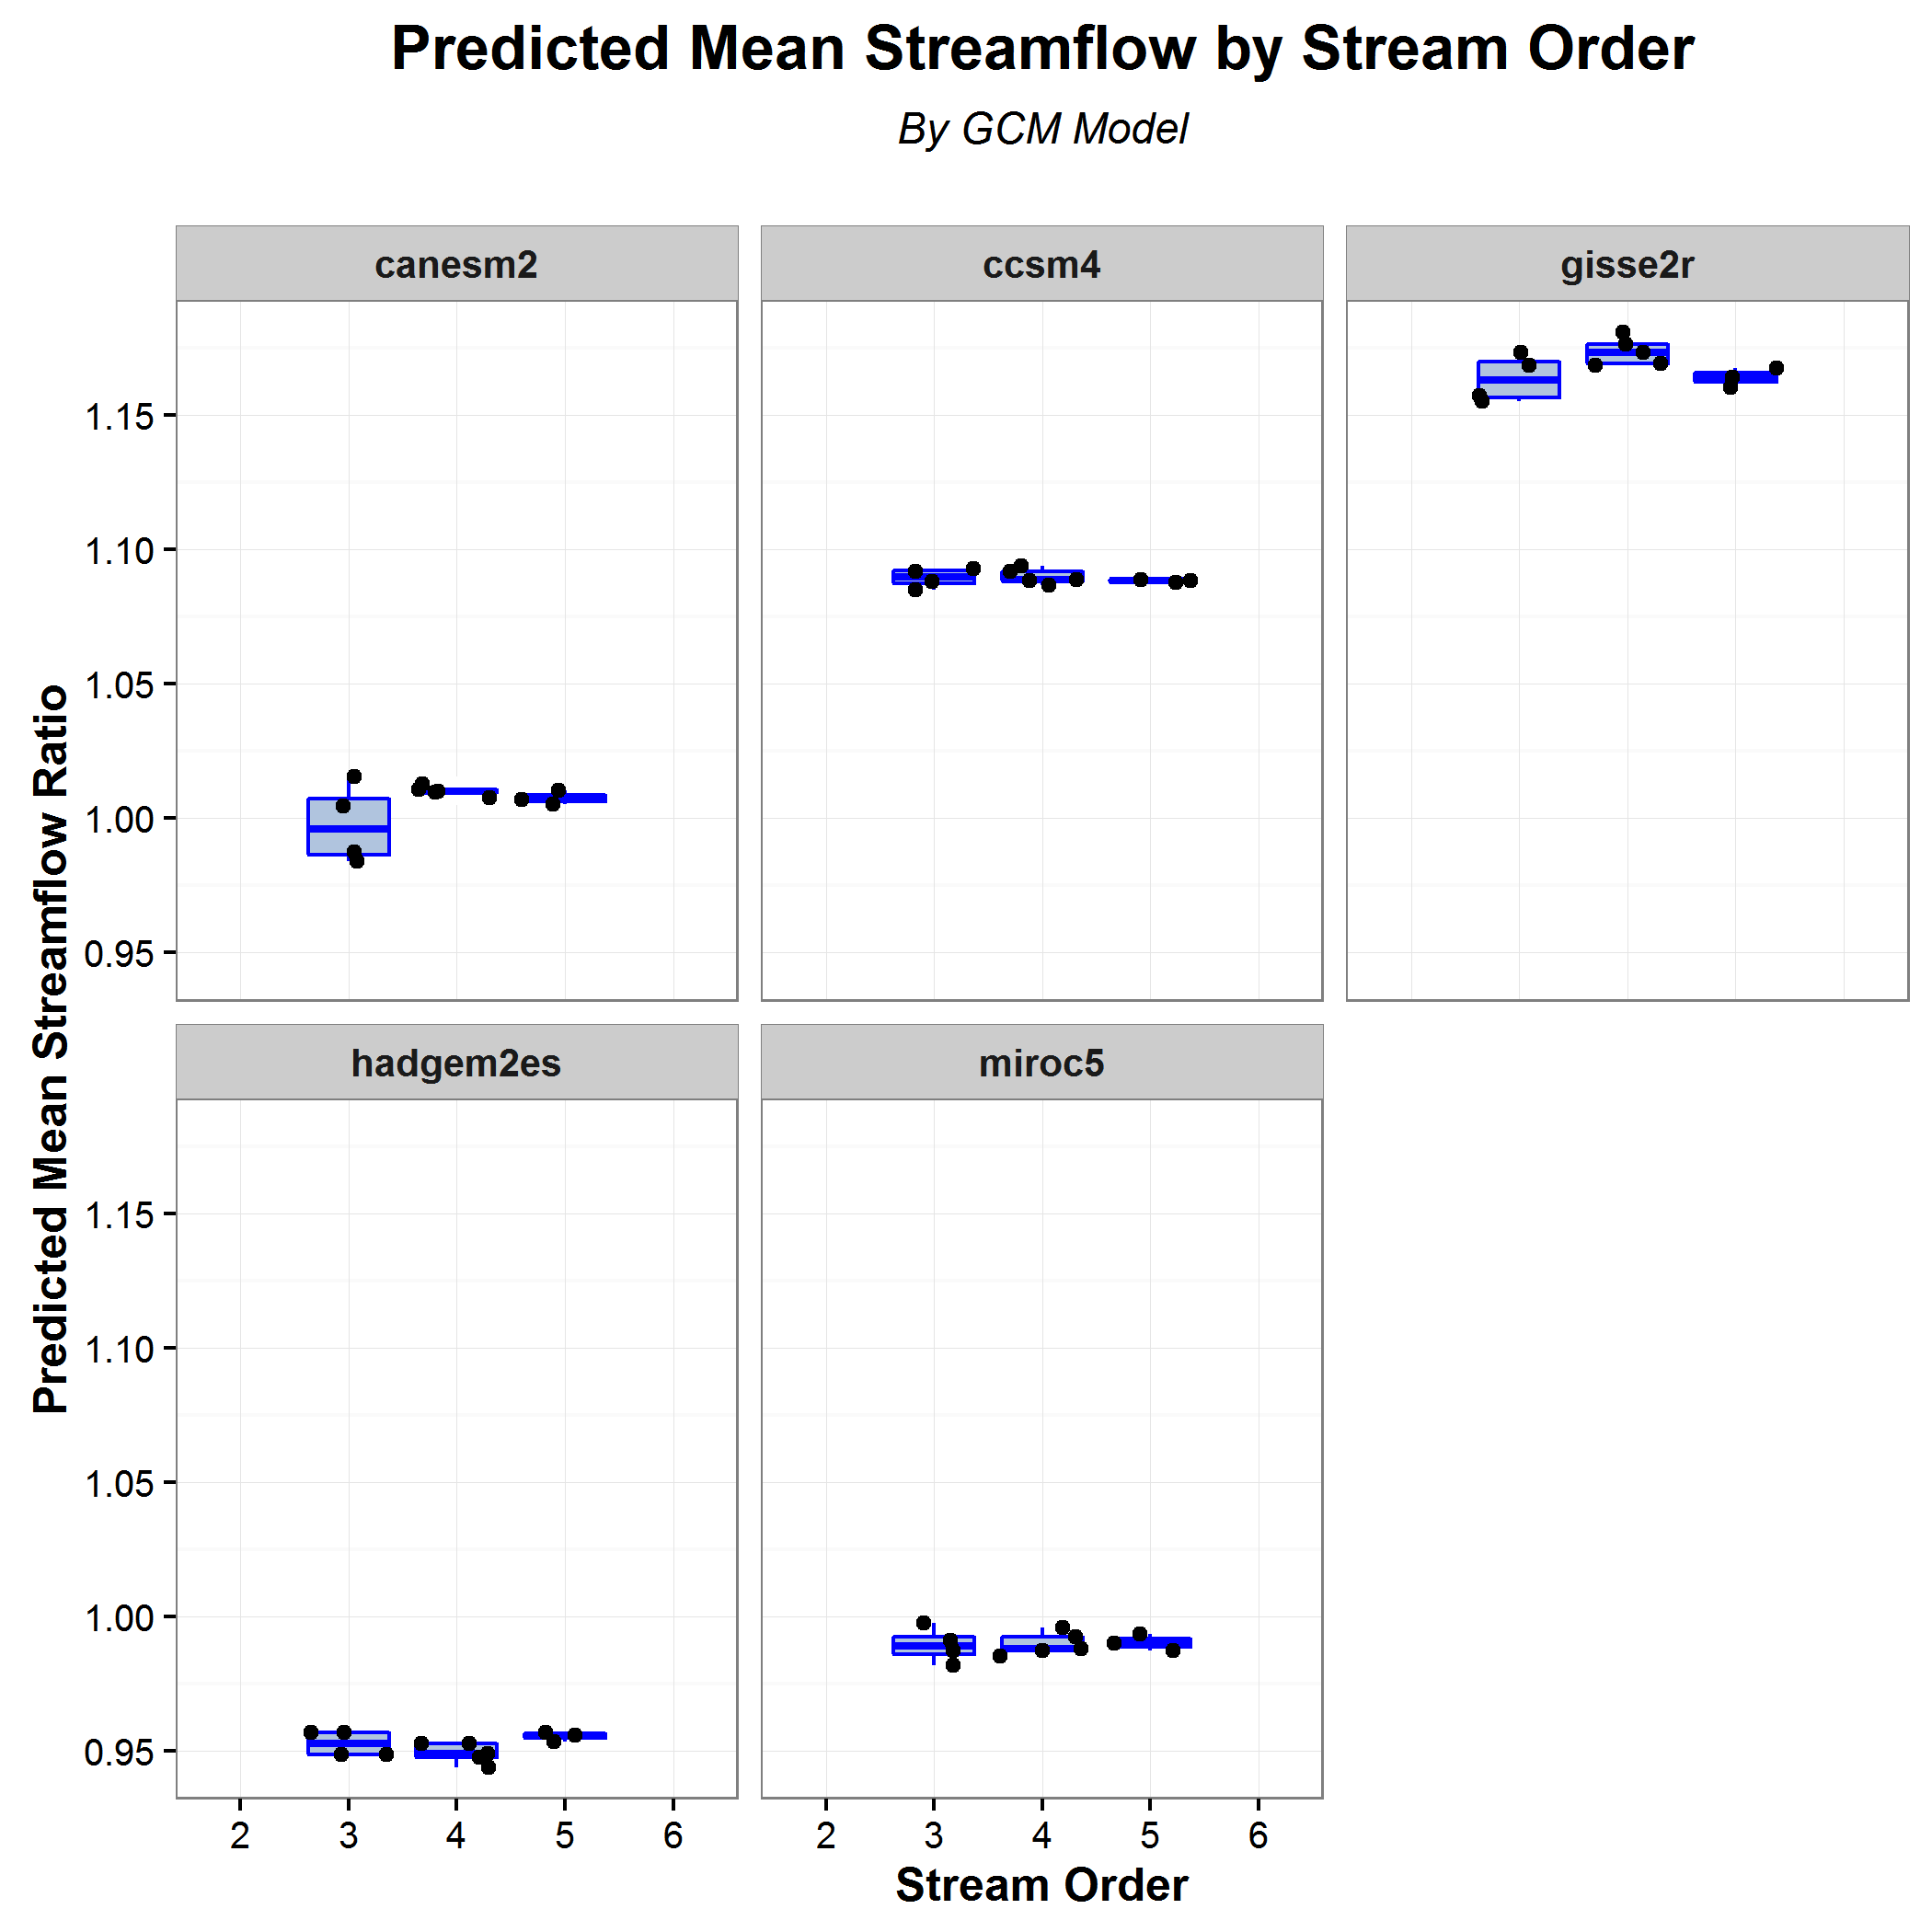 Predicted Mean Streamflow by Stream Order
By GCM Model
canesm2
ccsm4
gisse2r
1.15
1.10
1.05
1.00
0.95
Predicted Mean Streamflow Ratio
hadgem2es
miroc5
1.15
1.10
1.05
1.00
0.95
2 3 4 5 6
2 3 4 5 6
Stream Order